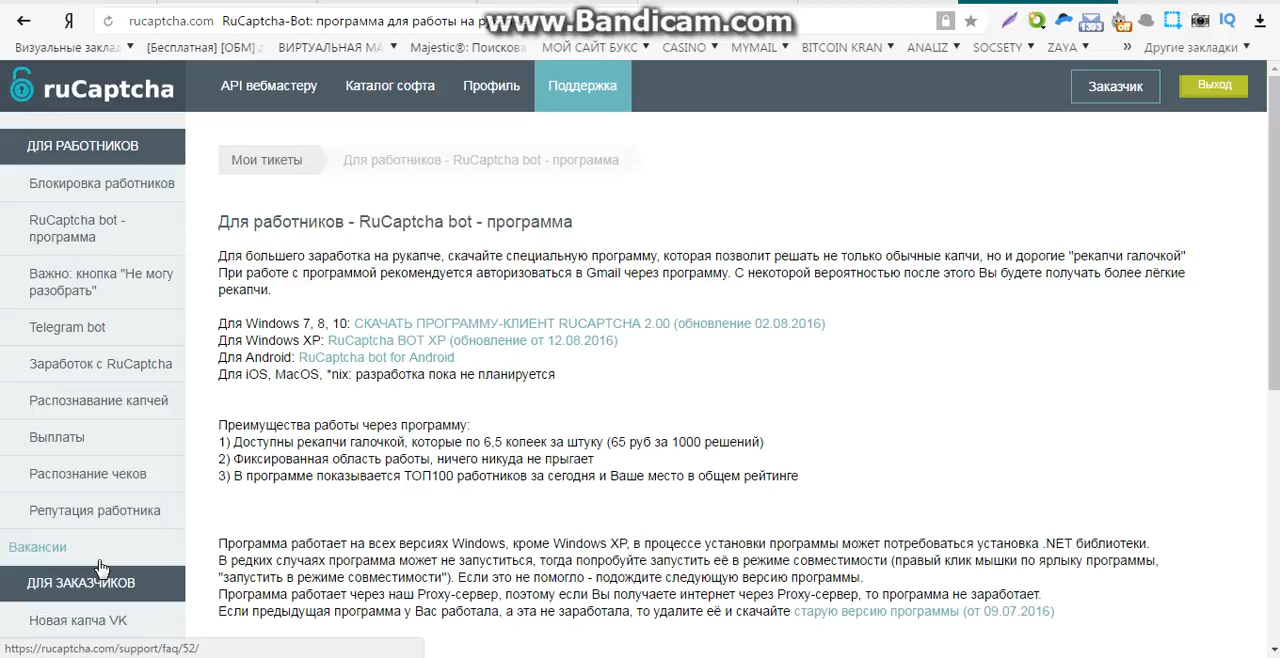 rucaptcha.com RuCaptcha-Bot: программа для работы на
www.Bandicam.com
1393
off
IQ
Визуальные заклад
[Бесплатная] [ОБМ]
ВИРТУАЛЬНАЯ МА
Majestic®: Поискова
МОЙ САЙТ БУКС
CASINO
MYMAIL
BITCOIN KRAN
ANALIZ
SOCSETY
ZAYA
»
Другие закладки
ruCaptcha
API вебмастеру
Каталог софта
Профиль
Поддержка
Заказчик
Выход
ДЛЯ РАБОТНИКОВ
Блокировка работников
RuCaptcha bot -
программа
Важно: кнопка "Не могу
разобрать"
Telegram bot
Заработок с RuCaptcha
Распознавание капчей
Выплаты
Распознание чеков
Репутация работника
Вакансии
ДЛЯ ЗАКАЗЧИКОВ
Новая капча VK
https://rucaptcha.com/support/faq/52/
Мои тикеты
Для работников - RuCaptcha bot - программа
Для работников - RuCaptcha bot - программа
Для большего заработка на рукапче, скачайте специальную программу, которая позволит решать не только обычные капчи, но и дорогие "рекапчи галочкой"
При работе с программой рекомендуется авторизоваться в Gmail через программу. С некоторой вероятностью после этого Вы будете получать более лёгкие
рекапчи.
Для Windows 7, 8, 10: СКАЧАТЬ ПРОГРАММУ-КЛИЕНТ RUCAPTCHA 2.00 (обновление 02.08.2016)
Для Windows XP: RuCaptcha BOT XP (обновление от 12.08.2016)
Для Android: RuCaptcha bot for Android
Для iOS, MacOS, *nix: разработка пока не планируется
Преимущества работы через программу:
1) Доступны рекапчи галочкой, которые по 6,5 копеек за штуку (65 руб за 1000 решений)
2) Фиксированная область работы, ничего никуда не прыгает
3) В программе показывается ТОП100 работников за сегодня и Ваше место в общем рейтинге
Программа работает на всех версиях Windows, кроме Windows XP, в процессе установки программы может потребоваться установка .NET библиотеки.
В редких случаях программа может не запуститься, тогда попробуйте запустить её в режиме совместимости (правый клик мышки по ярлыку программы,
"запустить в режиме совместимости"). Если это не помогло - подождите следующую версию программы.
Программа работает через наш Proxy-сервер, поэтому если Вы получаете интернет через Proxy-сервер, то программа не заработает.
Если предыдущая программа у Вас работала, а эта не заработала, то удалите её и скачайте старую версию программы (от 09.07.2016)